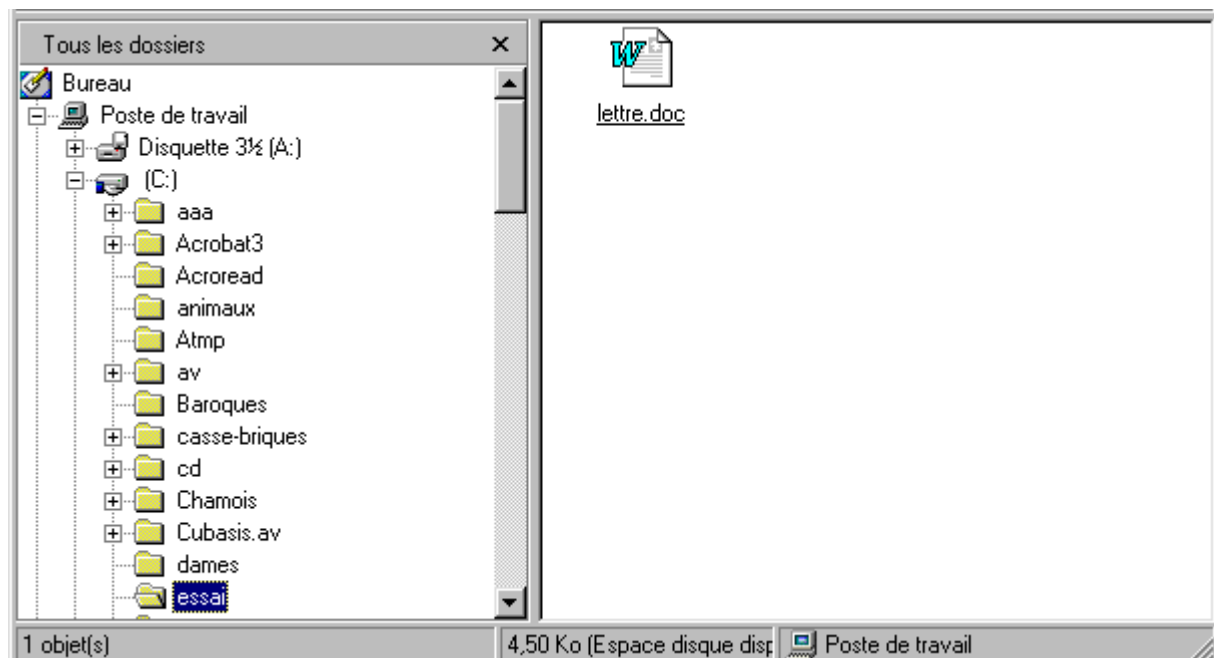 Tous les dossiers
Bureau
Poste de travail
Disquette 3½ (A:)
(C:)
aaa
Acrobat3
Acroread
animaux
Atmp
av
Baroques
casse-briques
cd
Chamois
Cubasis.av
dames
essai
lettre.doc
1 objet(s)
4,50 Ko (Espace disque disp
Poste de travail